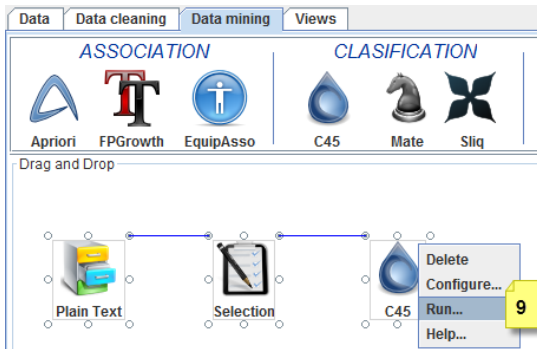 Data Data cleaning Data mining Views
ASSOCIATION CLASIFICATION
Apriori FPGrowth EquipAsso C45 Mate Sliq
Drag and Drop
Plain Text Selection C45
Delete
Configure...
Run... 9
Help...